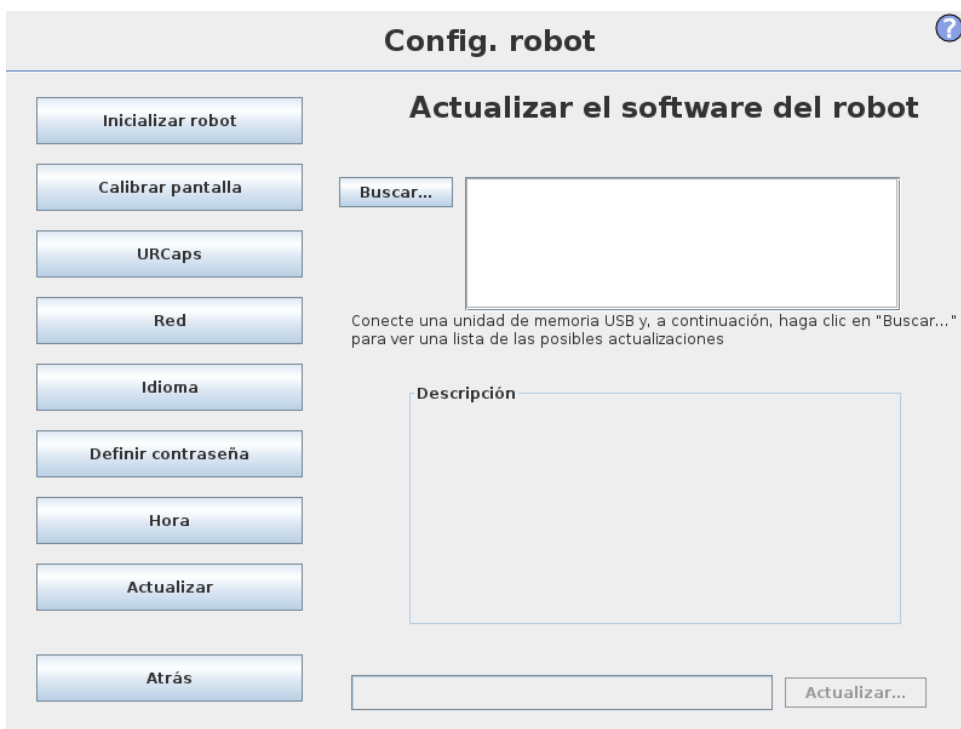 Config. robot
?
Inicializar robot
Calibrar pantalla
URCaps
Red
Idioma
Definir contraseña
Hora
Actualizar
Atrás
Actualizar el software del robot
Buscar...
Conecte una unidad de memoria USB y, a continuación, haga clic en "Buscar..."
para ver una lista de las posibles actualizaciones
Descripción
Actualizar...